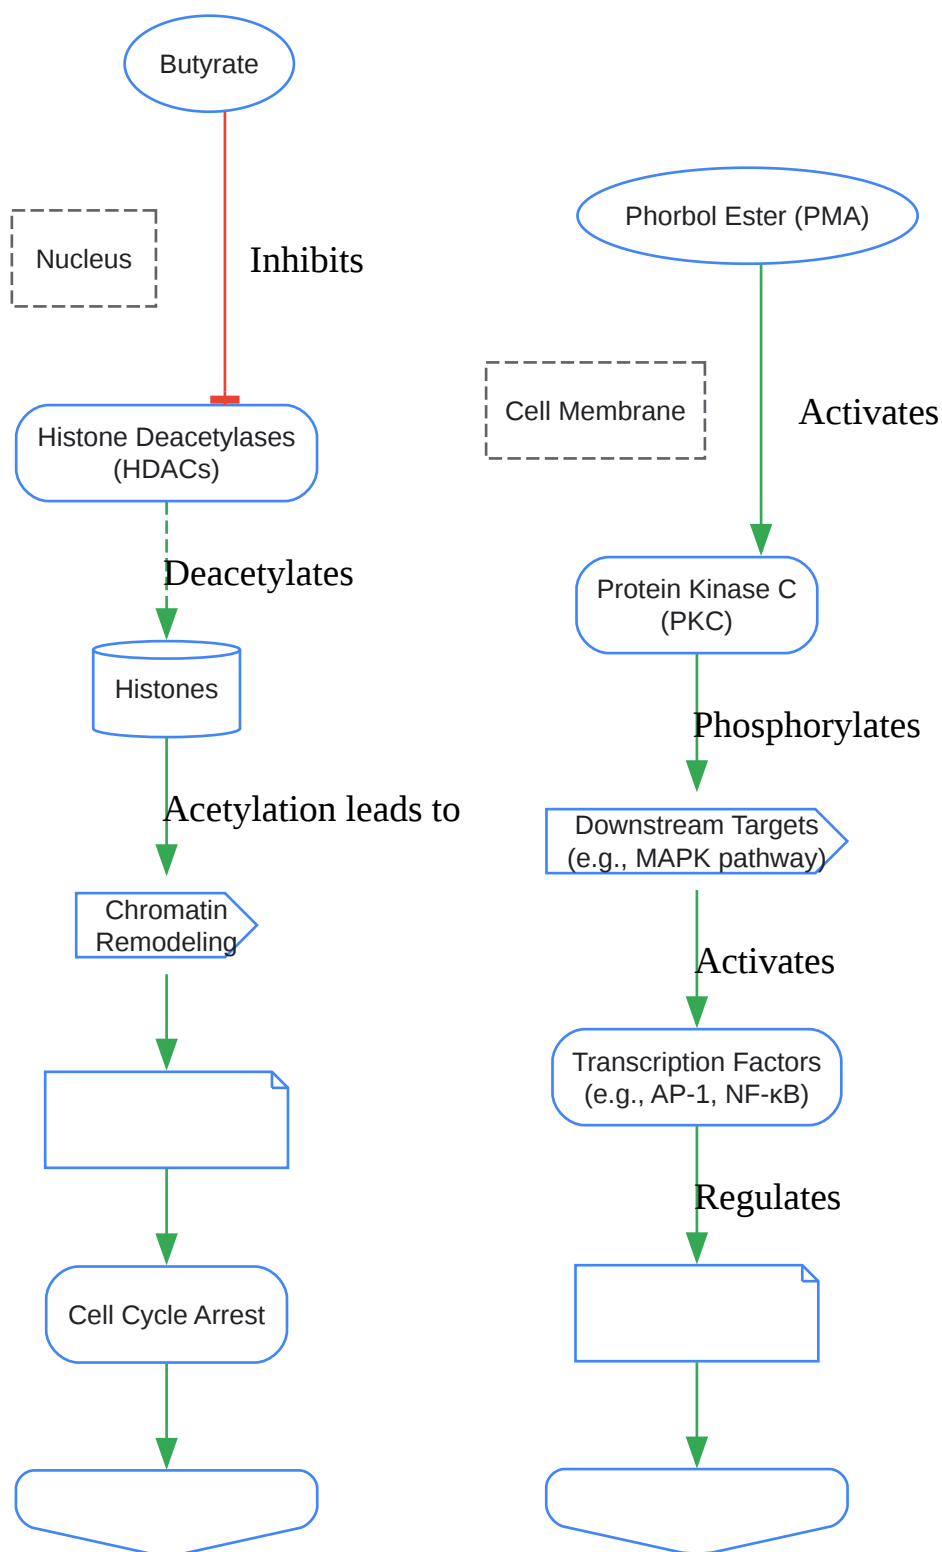 Butyrate
Nucleus
Inhibits
Histone Deacetylases
(HDACs)
Deacetylates
Histones
Acetylation leads to
Chromatin
Remodeling
Cell Cycle Arrest
Phorbol Ester (PMA)
Cell Membrane
Activates
Protein Kinase C
(PKC)
Phosphorylates
Downstream Targets
(e.g., MAPK pathway)
Activates
Transcription Factors
(e.g., AP-1, NF-κB)
Regulates